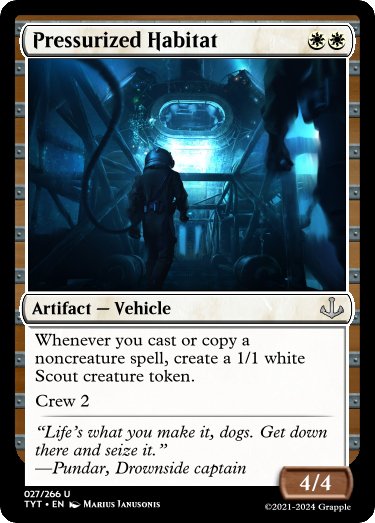 Pressurized Habitat
Artifact — Vehicle
Whenever you cast or copy a
noncreature spell, create a 1/1 white
Scout creature token.
Crew 2
“Life’s what you make it, dogs. Get down
there and seize it.”
—Pundar, Drownside captain
4/4
027/266 U
TYT • EN Marius Janusonis
©2021-2024 Grapple